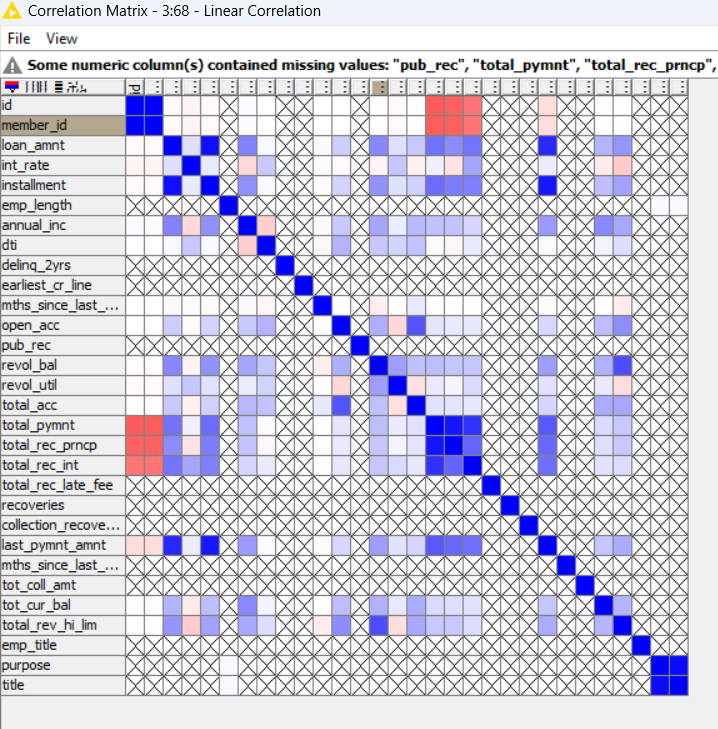 Correlation Matrix - 3:68 - Linear Correlation
File View
Some numeric column(s) contained missing values: "pub_rec", "total_pymnt", "total_rec_prncp",
id
member_id
loan_amnt
int_rate
installment
emp_length
annual_inc
dti
delinq_2yrs
earliest_cr_line
mths_since_last_...
open_acc
pub_rec
revol_bal
revol_util
total_acc
total_pymnt
total_rec_prncp
total_rec_int
total_rec_late_fee
recoveries
collection_recove...
last_pymnt_amnt
mths_since_last_...
tot_coll_amt
tot_cur_bal
total_rev_hi_lim
emp_title
purpose
title